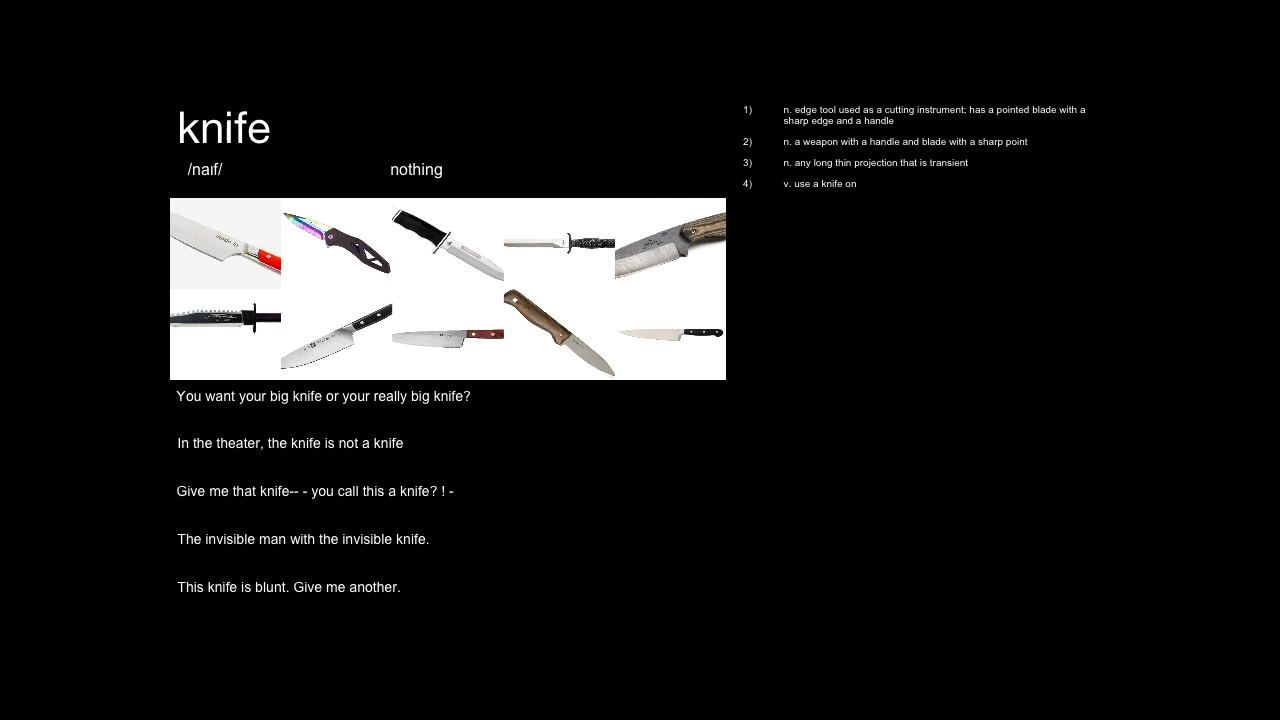 knife
/naɪf/
nothing
1) n. edge tool used as a cutting instrument; has a pointed blade with a
sharp edge and a handle
2) n. a weapon with a handle and blade with a sharp point
3) n. any long thin projection that is transient
4) v. use a knife on
You want your big knife or your really big knife?
In the theater, the knife is not a knife
Give me that knife-- - you call this a knife? ! -
The invisible man with the invisible knife.
This knife is blunt. Give me another.